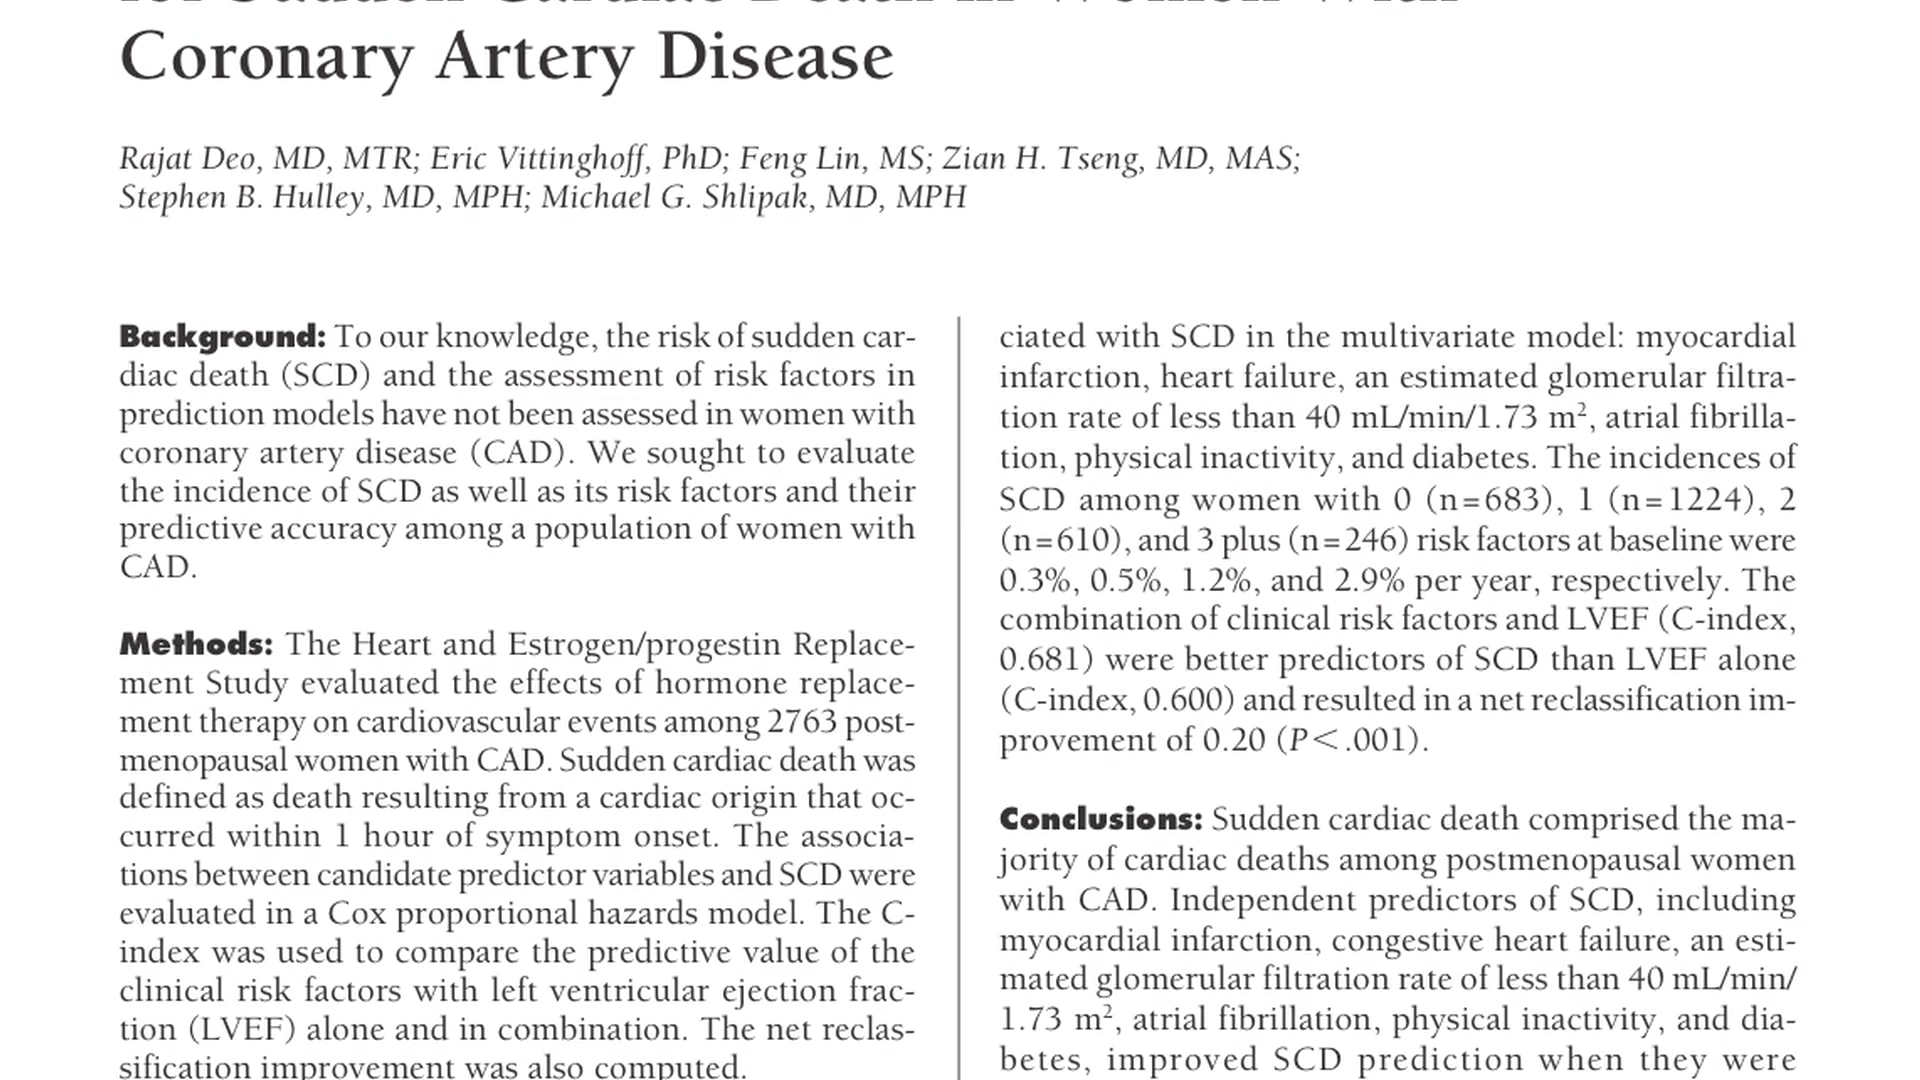 for Sudden Cardiac Death in Women With
Coronary Artery Disease
Rajat Deo, MD, MTR; Eric Vittinghoff, PhD; Feng Lin, MS; Zian H. Tseng, MD, MAS;
Stephen B. Hulley, MD, MPH; Michael G. Shlipak, MD, MPH
Background: To our knowledge, the risk of sudden car-
diac death (SCD) and the assessment of risk factors in
prediction models have not been assessed in women with
coronary artery disease (CAD). We sought to evaluate
the incidence of SCD as well as its risk factors and their
predictive accuracy among a population of women with
CAD.
Methods: The Heart and Estrogen/progestin Replace-
ment Study evaluated the effects of hormone replace-
ment therapy on cardiovascular events among 2763 post-
menopausal women with CAD. Sudden cardiac death was
defined as death resulting from a cardiac origin that oc-
curred within 1 hour of symptom onset. The associa-
tions between candidate predictor variables and SCD were
evaluated in a Cox proportional hazards model. The C-
index was used to compare the predictive value of the
clinical risk factors with left ventricular ejection frac-
tion (LVEF) alone and in combination. The net reclas-
sification improvement was also computed.
ciated with SCD in the multivariate model: myocardial
infarction, heart failure, an estimated glomerular filtra-
tion rate of less than 40 mL/min/1.73 m², atrial fibrilla-
tion, physical inactivity, and diabetes. The incidences of
SCD among women with 0 (n=683), 1 (n=1224), 2
(n=610), and 3 plus (n=246) risk factors at baseline were
0.3%, 0.5%, 1.2%, and 2.9% per year, respectively. The
combination of clinical risk factors and LVEF (C-index,
0.681) were better predictors of SCD than LVEF alone
(C-index, 0.600) and resulted in a net reclassification im-
provement of 0.20 (P<.001).
Conclusions: Sudden cardiac death comprised the ma-
jority of cardiac deaths among postmenopausal women
with CAD. Independent predictors of SCD, including
myocardial infarction, congestive heart failure, an esti-
mated glomerular filtration rate of less than 40 mL/min/
1.73 m², atrial fibrillation, physical inactivity, and dia-
betes, improved SCD prediction when they were